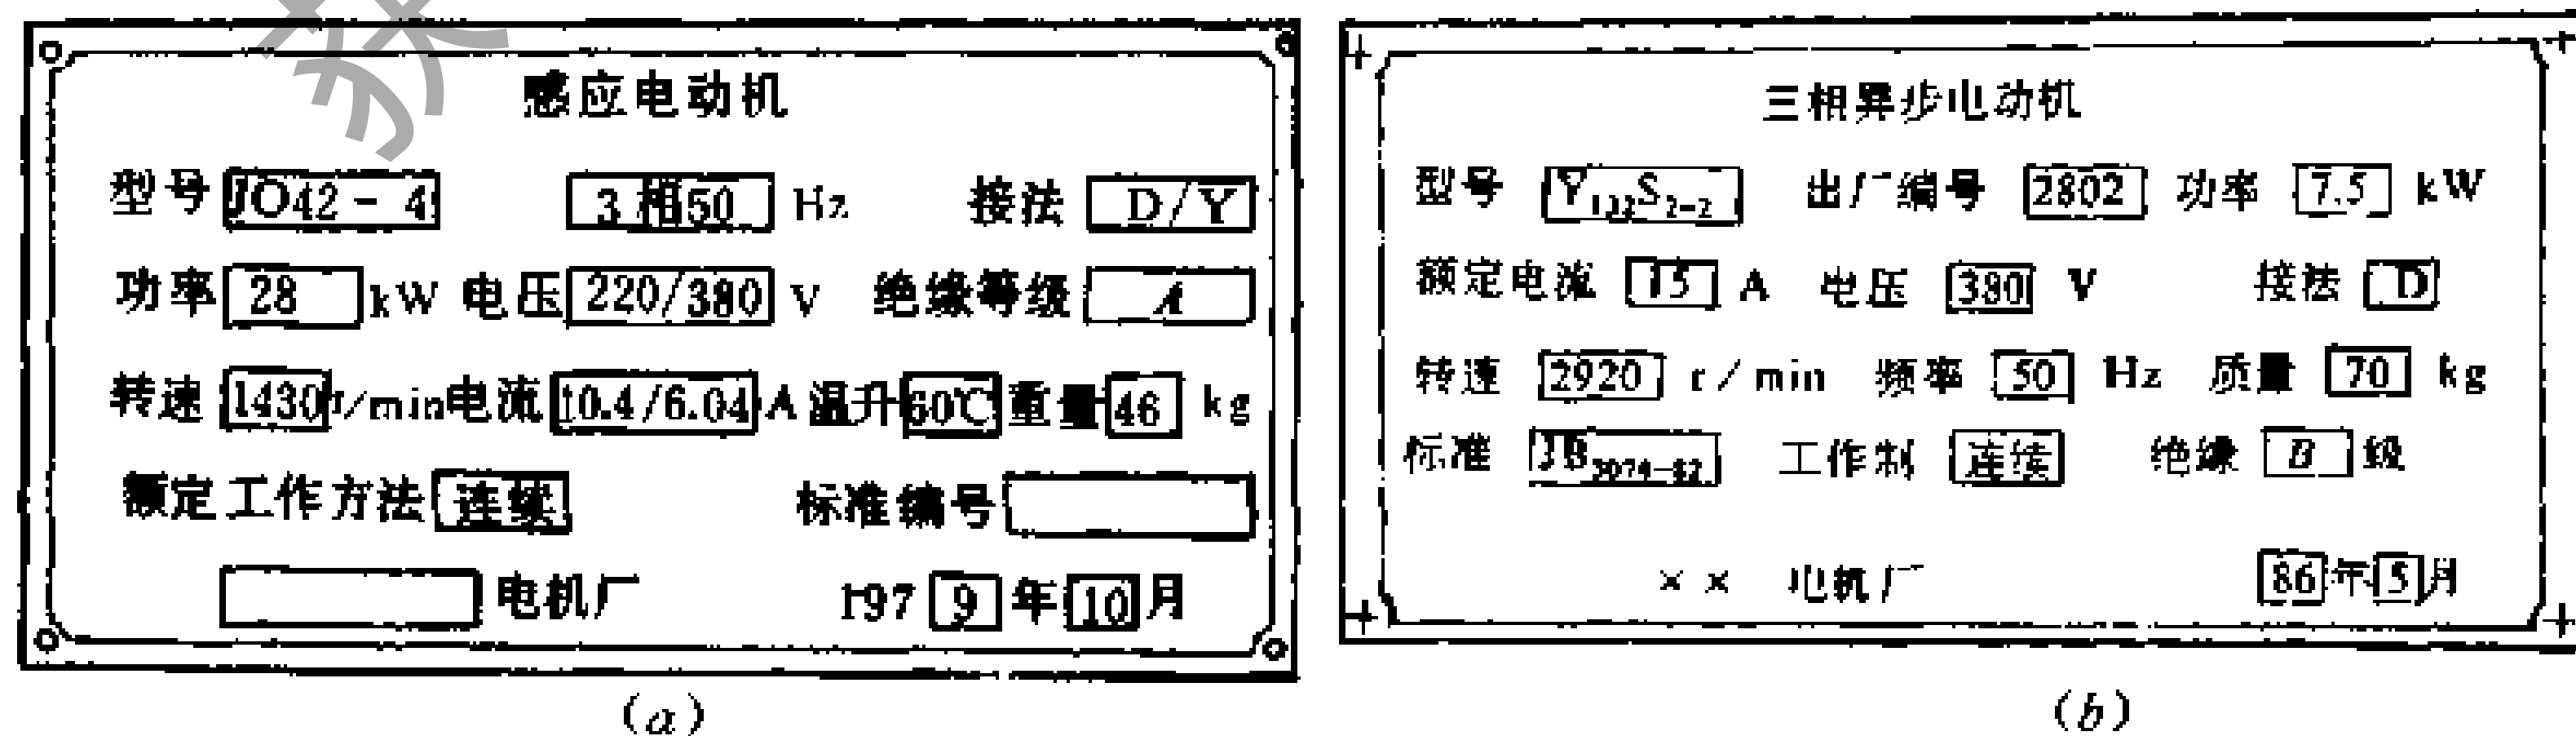 感应电动机
型号 JO42-4 3相50 Hz 接法 D/Y
功率 28 kW 电压 220/380 V 绝缘等级 A
转速 1430r/min 电流 10.4/6.04 A 温升 60℃ 重量 46 kg
额定工作方法 连续 标准编号
电机厂 197 9 年 10 月
(a)
三相异步电动机
型号 Y132S2-2 出厂编号 2802 功率 7.5 kW
额定电流 15 A 电压 380 V 接法 D
转速 2920 r/min 频率 50 Hz 质量 70 kg
标准 JB3074-82 工作制 连续 绝缘 B 级
×× 电机厂 86 年 5 月
(b)